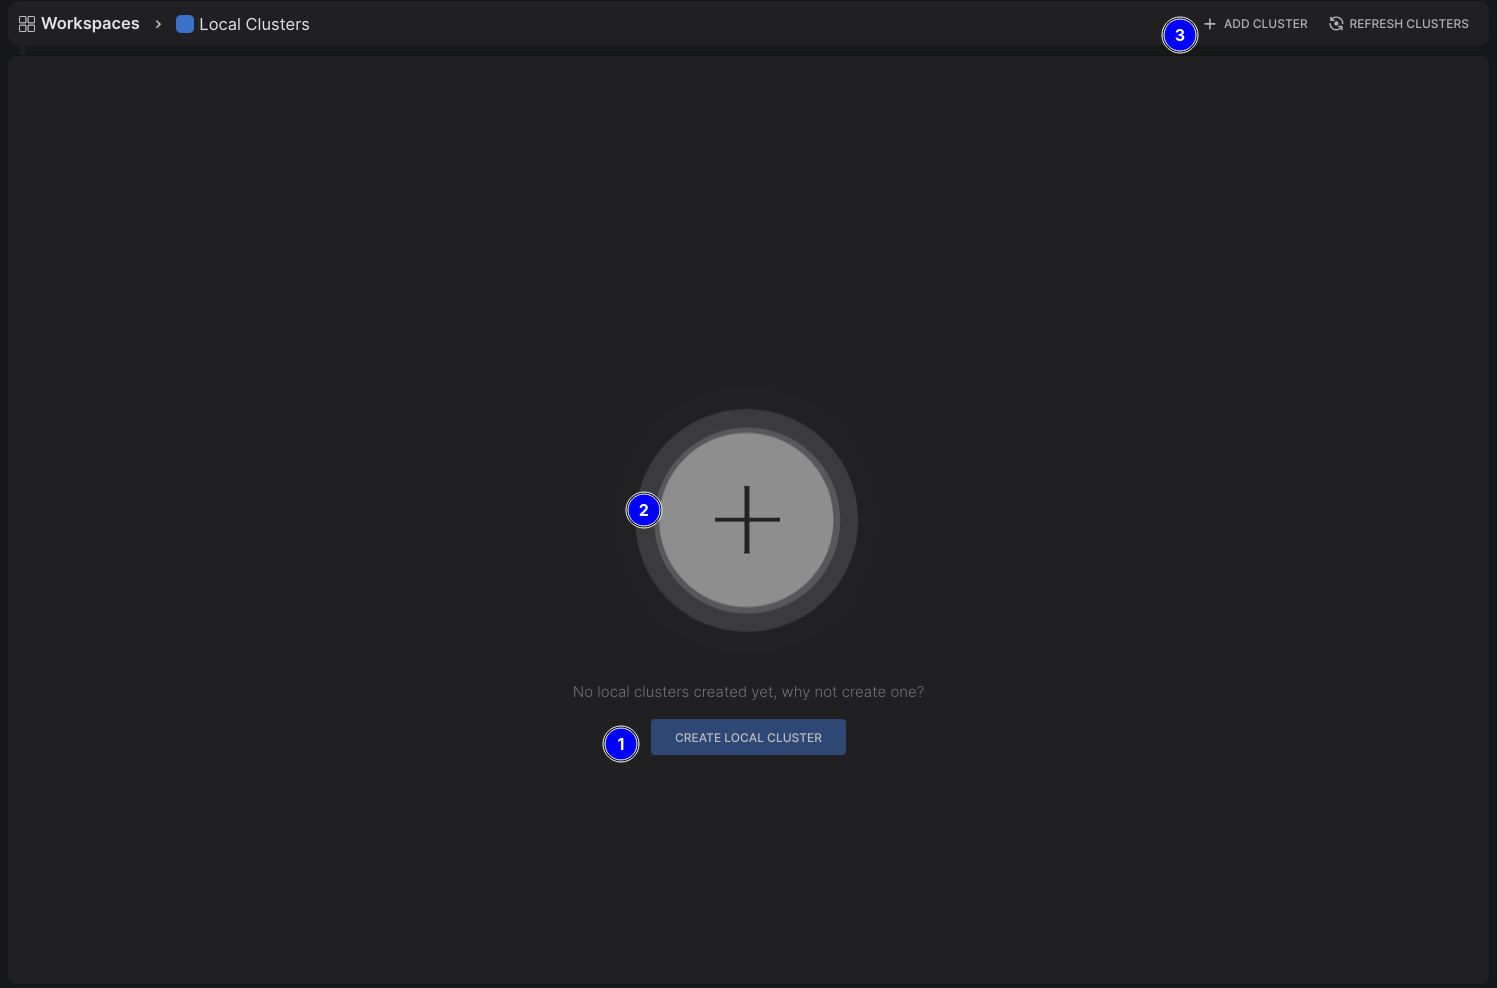 Workspaces > Local Clusters
3 + ADD CLUSTER REFRESH CLUSTERS
2
No local clusters created yet, why not create one?
1 CREATE LOCAL CLUSTER